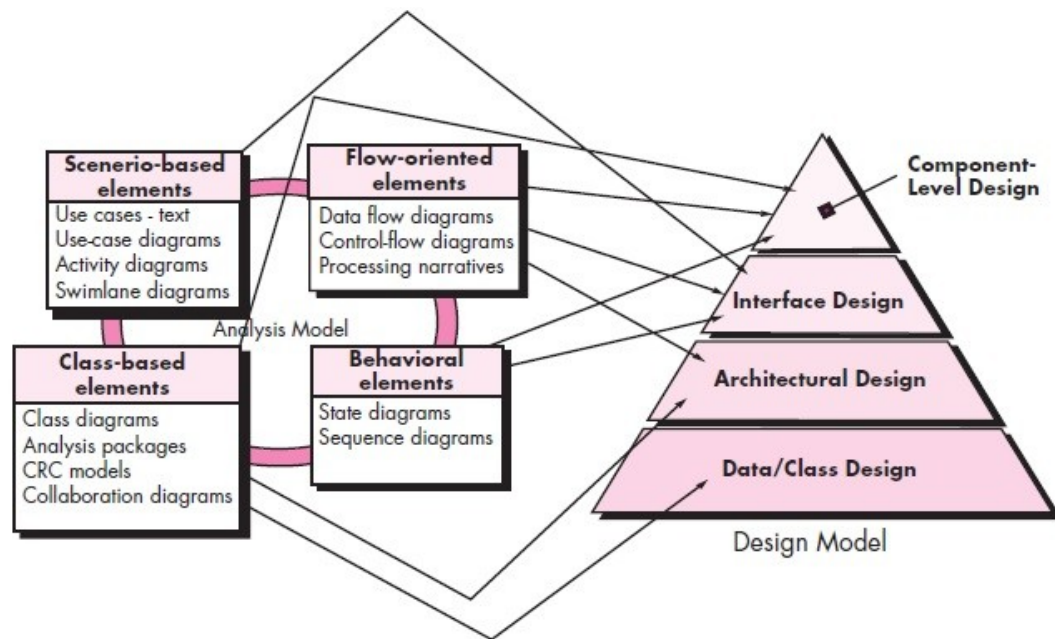 Scenerio-based
elements
Use cases - text
Use-case diagrams
Activity diagrams
Swimlane diagrams
Flow-oriented
elements
Data flow diagrams
Control-flow diagrams
Processing narratives
Analysis Model
Class-based
elements
Class diagrams
Analysis packages
CRC models
Collaboration diagrams
Behavioral
elements
State diagrams
Sequence diagrams
Component-
Level Design
Interface Design
Architectural Design
Data/Class Design
Design Model